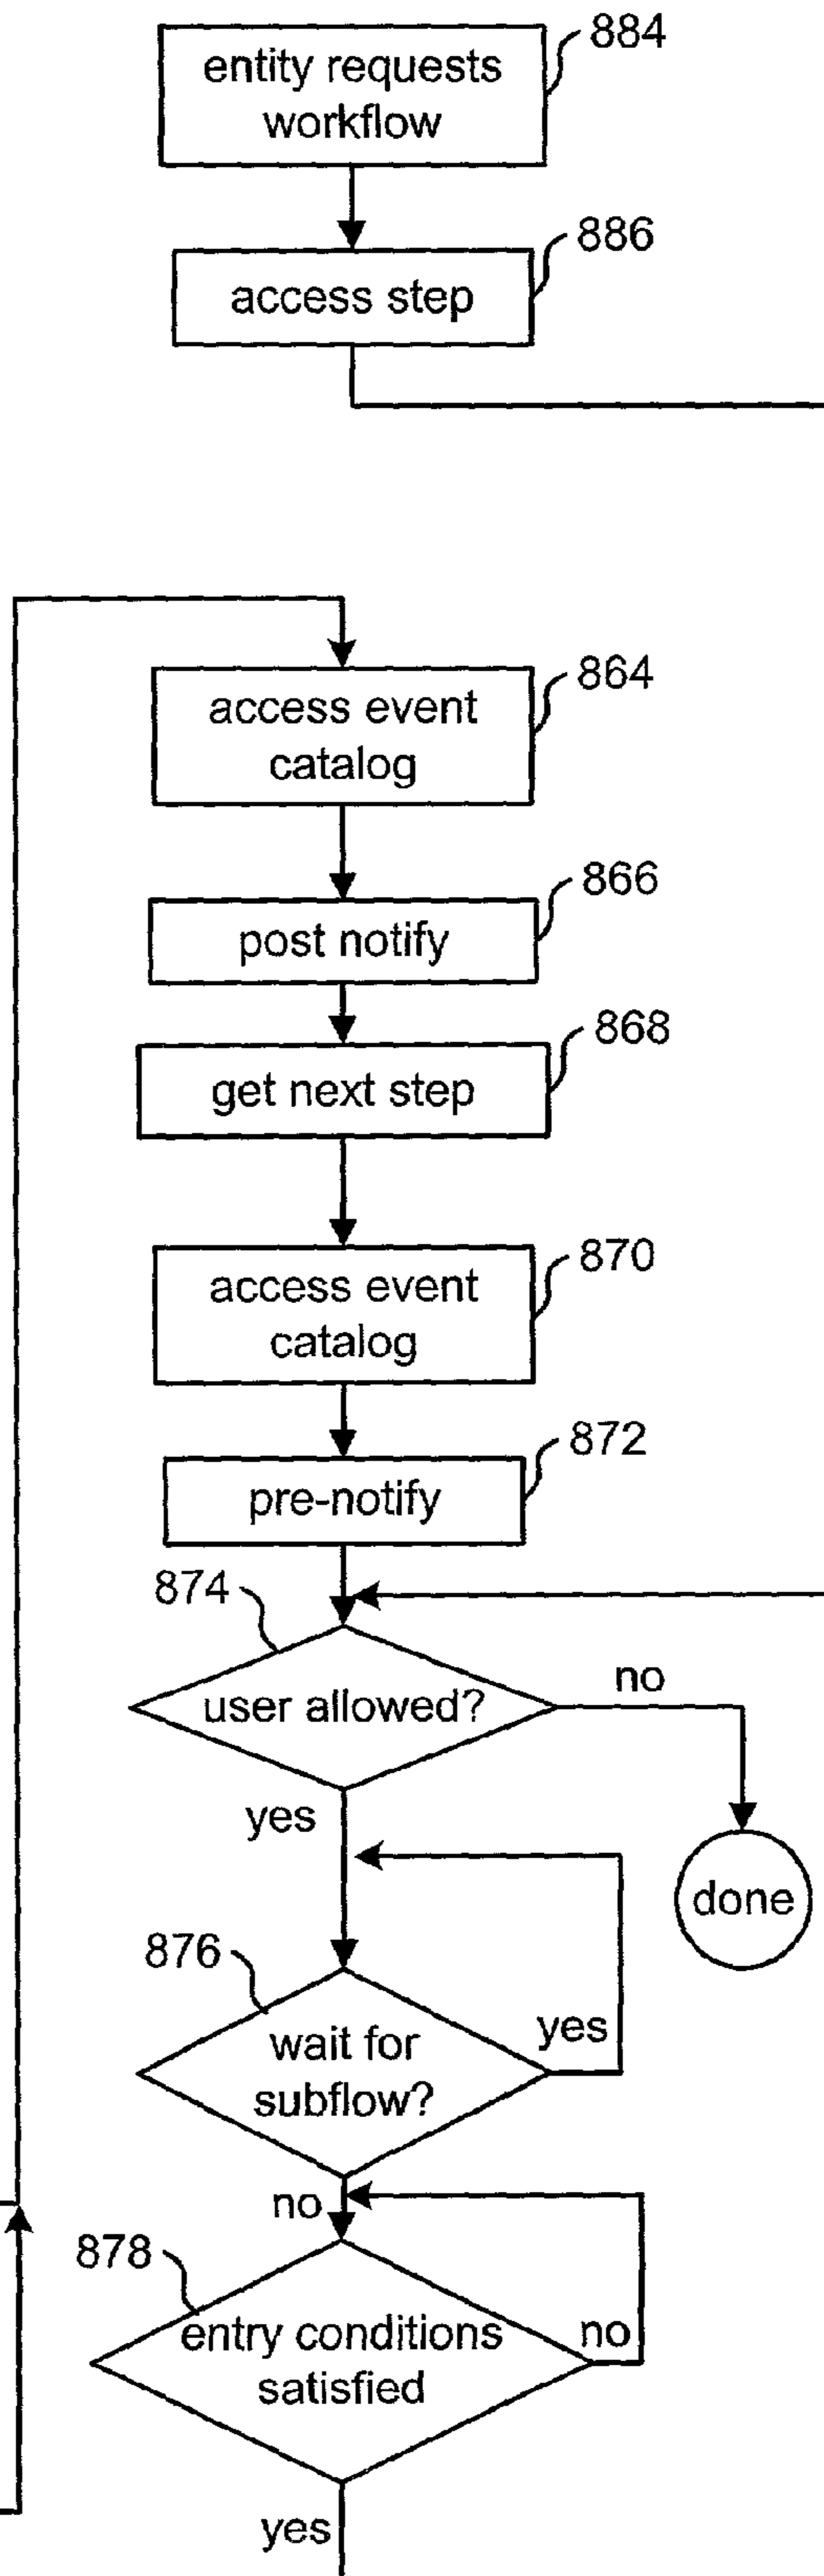 884
entity requests
workflow
886
access step
864
access event
catalog
866
post notify
868
get next step
870
access event
catalog
872
pre-notify
874
user allowed?
no
yes
done
876
wait for
subflow?
yes
no
878
entry conditions
satisfied
no
yes